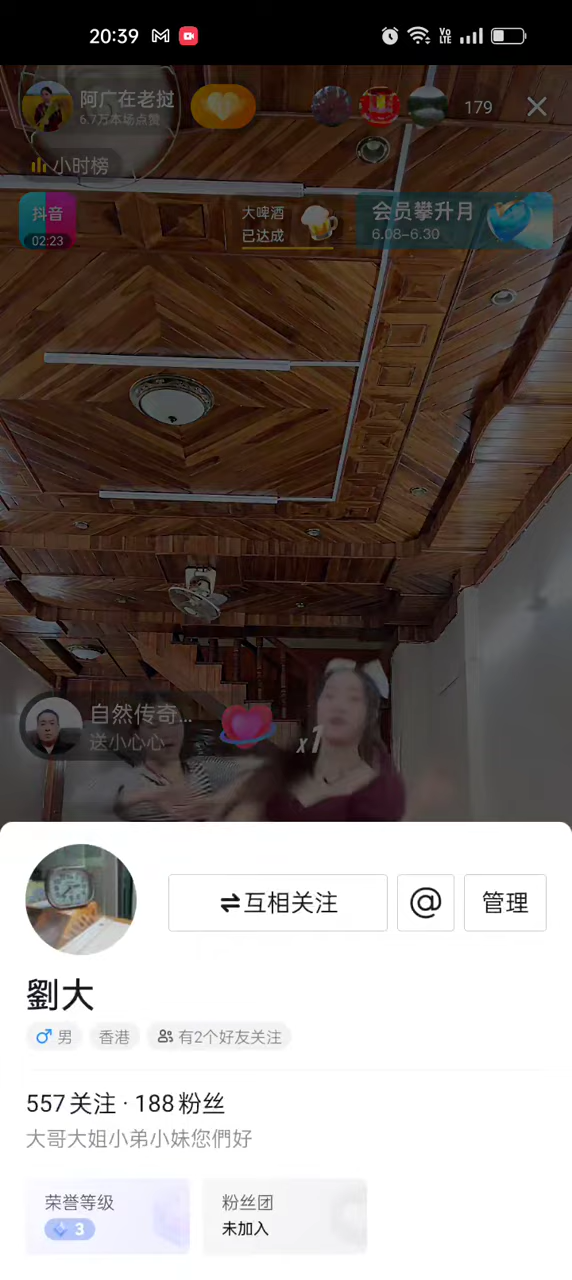 20:39
Vo LTE
阿广在老挝
6.7万本场点赞
179
小时榜
抖音
02:23
大啤酒
已达成
会员攀升月
6.08-6.30
自然传奇...
送小心心
x1
互相关注
@
管理
劉大
男
香港
有2个好友关注
557关注 · 188粉丝
大哥大姐小弟小妹您們好
荣誉等级
3
粉丝团
未加入